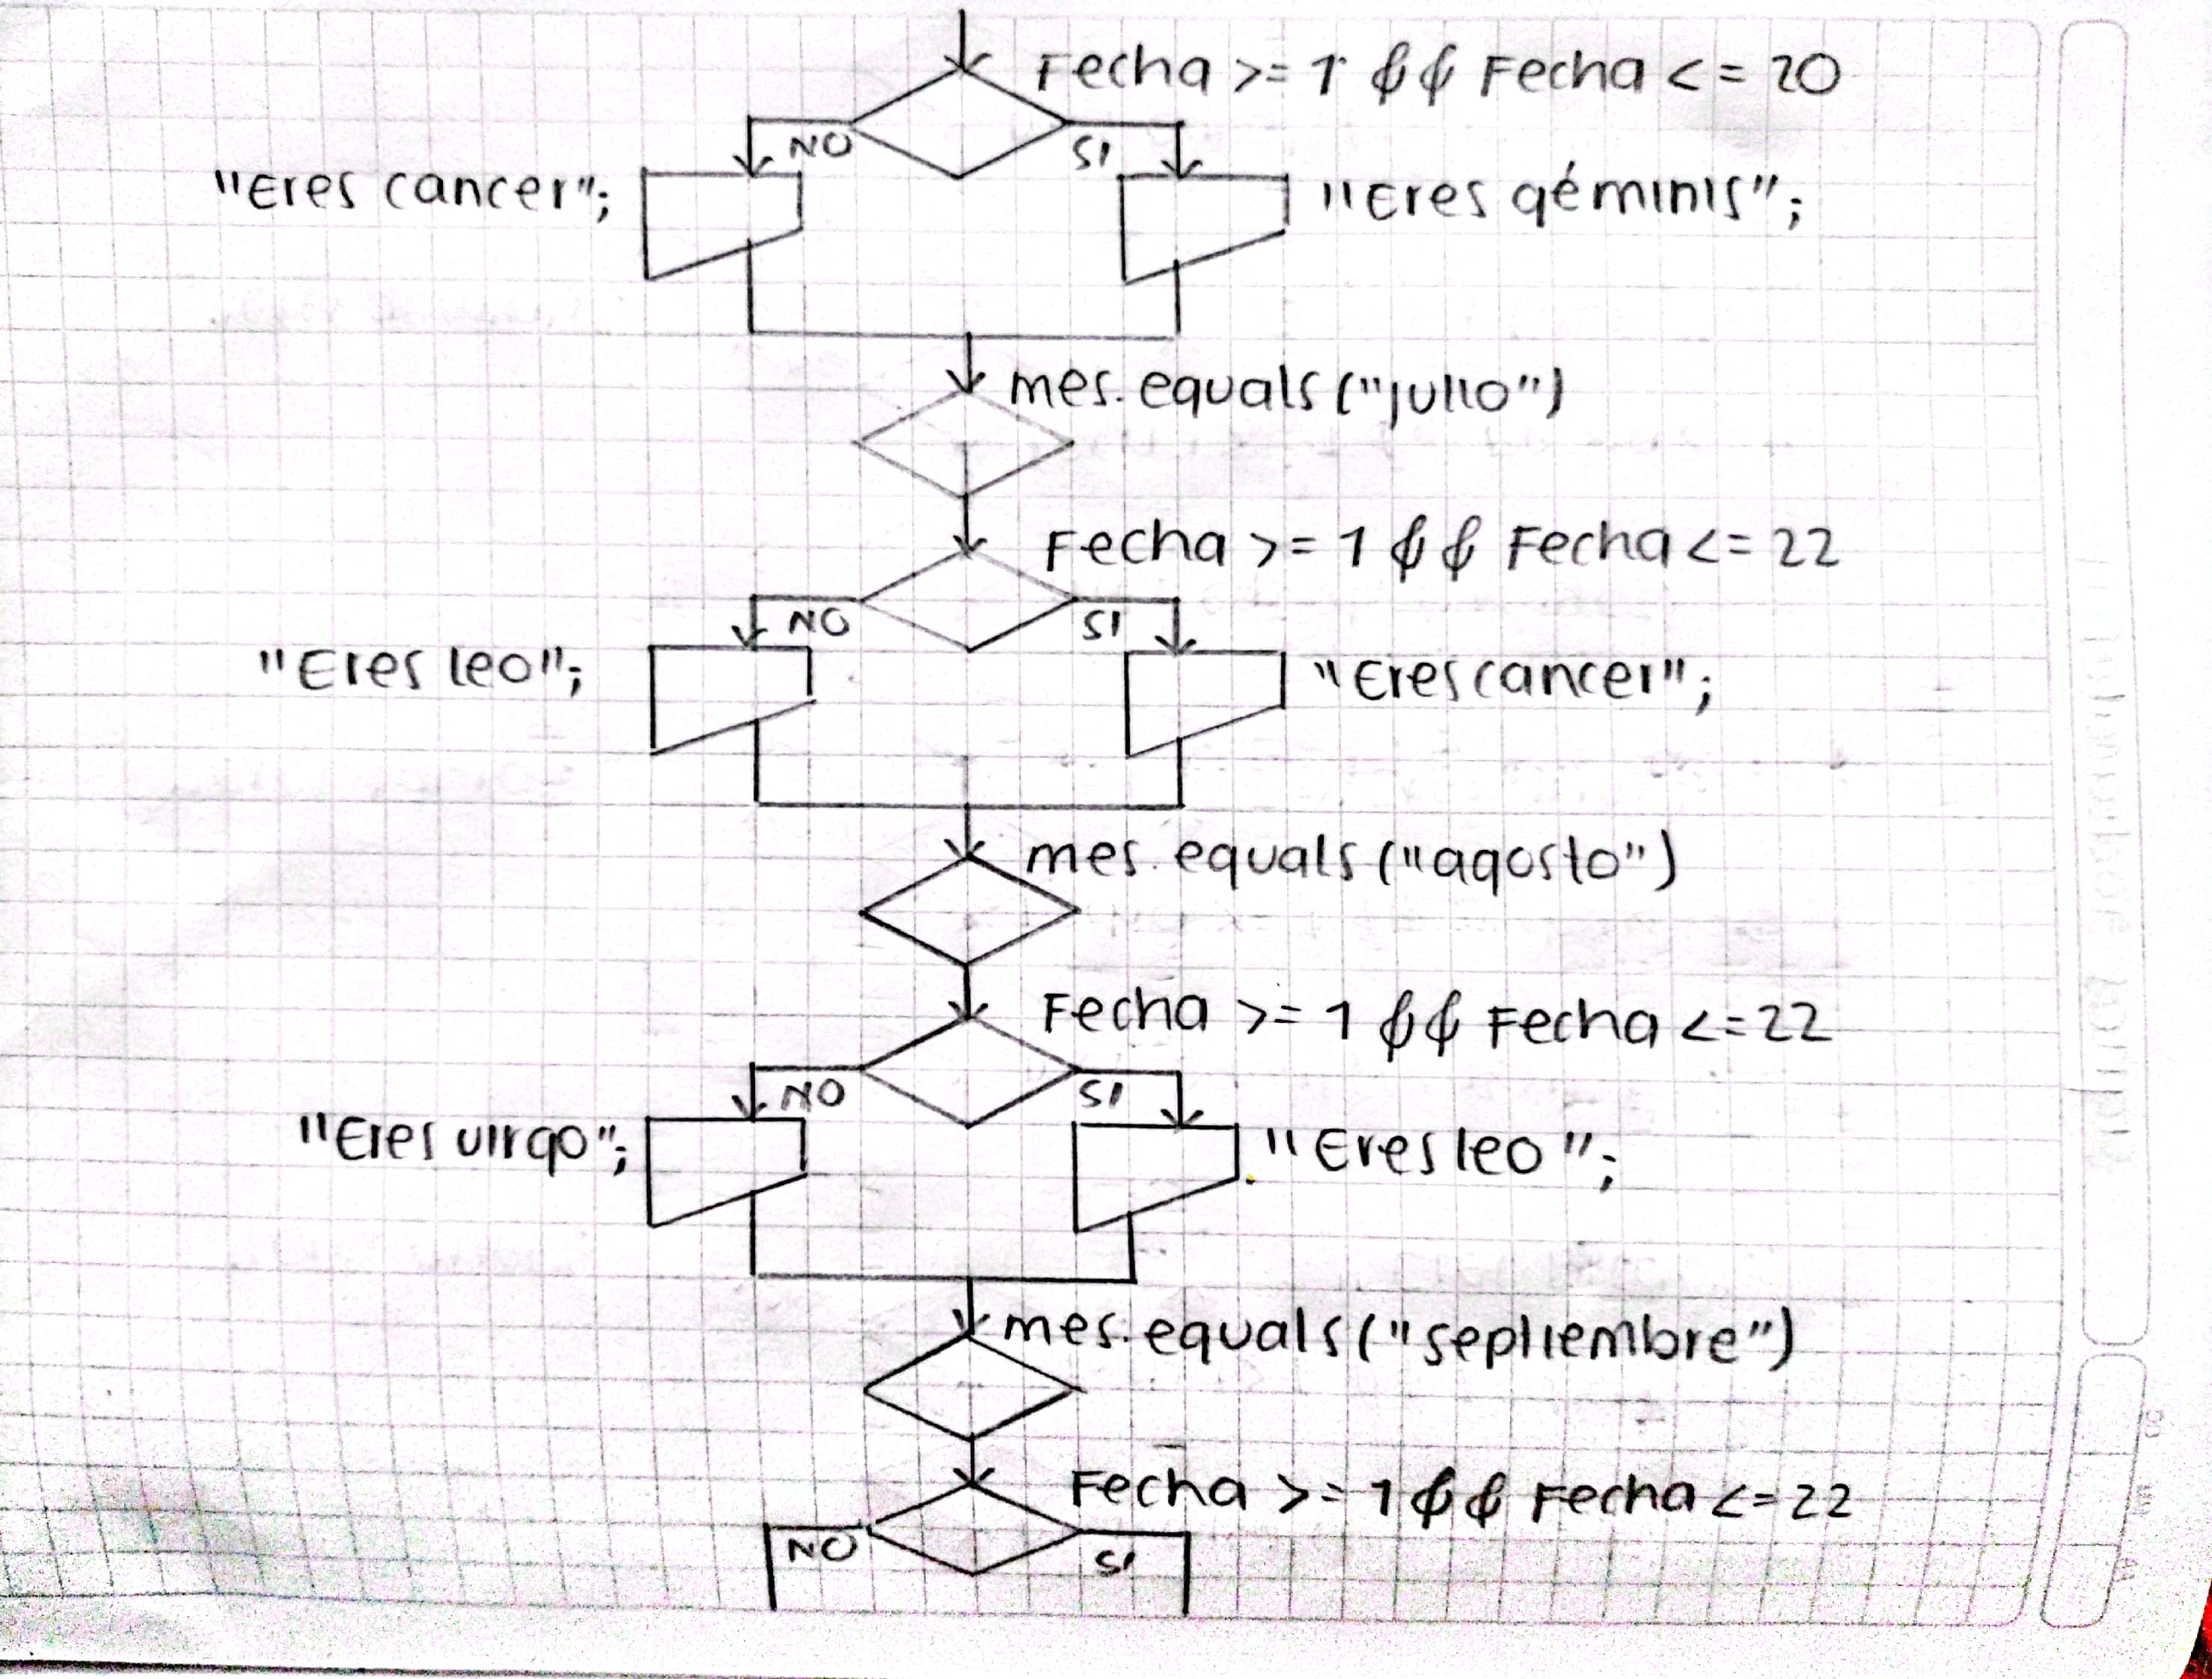 Fecha >= 1 && Fecha <= 20
NO SI
"Eres cancer"; "Eres géminis";
mes.equals("julio")
Fecha >= 1 && Fecha <= 22
NO SI
"Eres leo"; "Eres cancer";
mes.equals("agosto")
Fecha >= 1 && Fecha <= 22
NO SI
"Eres virgo"; "Eres leo";
mes.equals("septiembre")
Fecha >= 1 && Fecha <= 22
NO SI